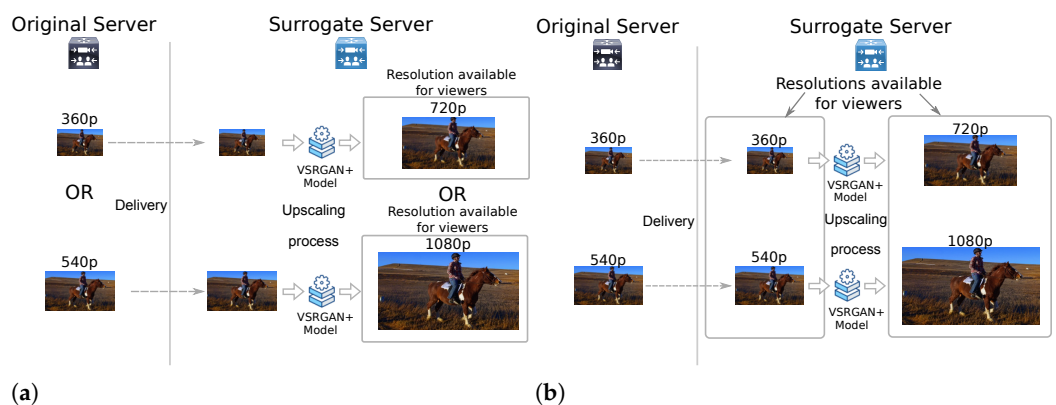 Original Server
Surrogate Server
Resolution available
for viewers
360p
720p
VSRGAN+
Model
OR
OR
Delivery
Upscaling
process
Resolution available
for viewers
540p
1080p
VSRGAN+
Model
(a)
Original Server
Surrogate Server
Resolutions available
for viewers
360p
360p
720p
VSRGAN+
Model
Delivery
Upscaling
process
540p
540p
1080p
VSRGAN+
Model
(b)